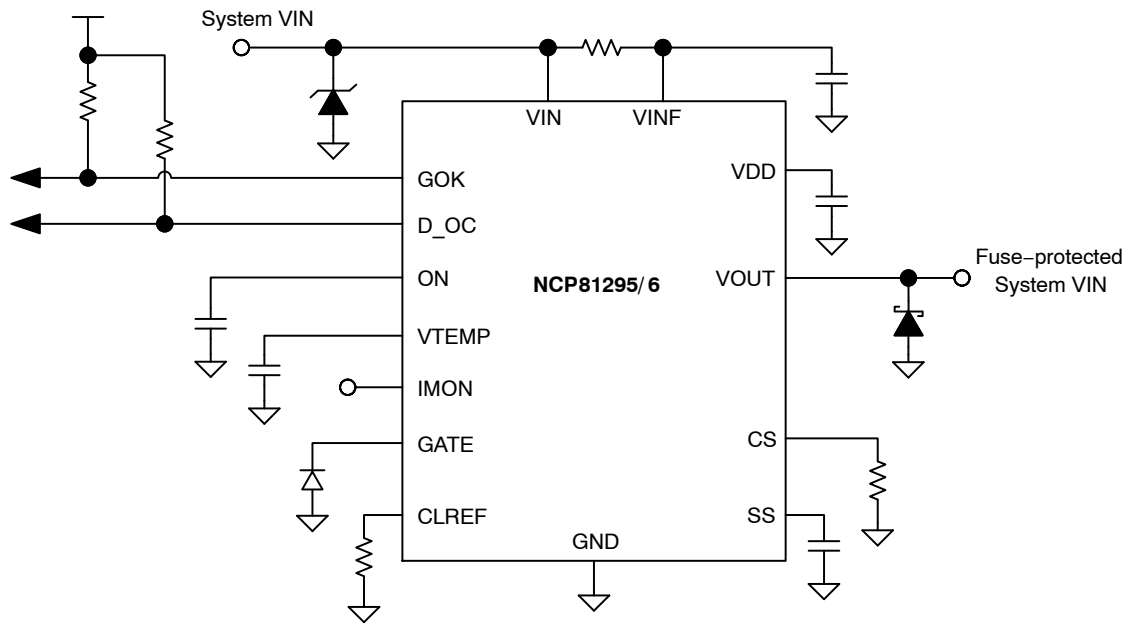 System VIN
VIN
VINF
GOK
VDD
D_OC
ON
NCP81295/6
VOUT
Fuse−protected
System VIN
VTEMP
IMON
GATE
CS
CLREF
SS
GND